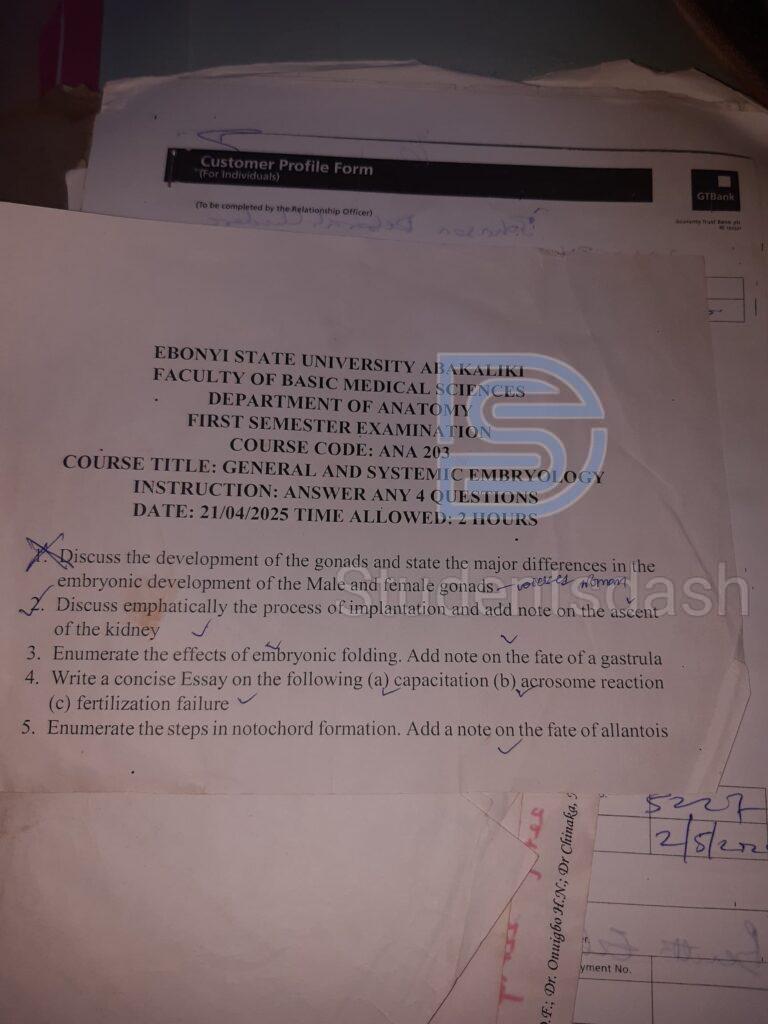 Customer Profile Form
(For Individuals)
GTBank
(To be completed by the Relationship Officer)
Guaranty Trust Bank plc
EBONYI STATE UNIVERSITY ABAKALIKI
FACULTY OF BASIC MEDICAL SCIENCES
DEPARTMENT OF ANATOMY
FIRST SEMESTER EXAMINATION
COURSE CODE: ANA 203
COURSE TITLE: GENERAL AND SYSTEMIC EMBRYOLOGY
INSTRUCTION: ANSWER ANY 4 QUESTIONS
DATE: 21/04/2025 TIME ALLOWED: 2 HOURS
1. Discuss the development of the gonads and state the major differences in the
embryonic development of the Male and female gonads
Studentsdash
2. Discuss emphatically the process of implantation and add note on the ascent
of the kidney
3. Enumerate the effects of embryonic folding. Add note on the fate of a gastrula
4. Write a concise Essay on the following (a) capacitation (b) acrosome reaction
(c) fertilization failure
5. Enumerate the steps in notochord formation. Add a note on the fate of allantois
5227
2/5/202
D.F.; Dr. Onuigbo H.N.; Dr Chinaka,
yment No.